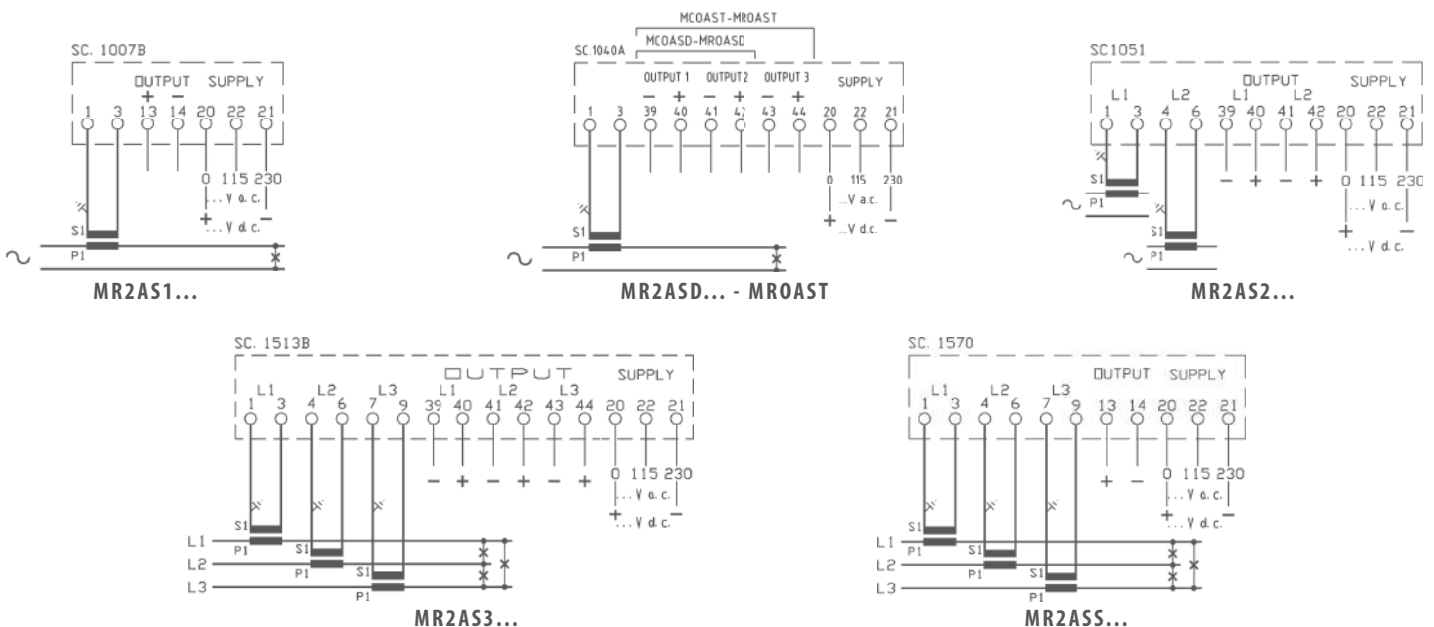 SC. 1007B
OUTPUT SUPPLY
+ −
1 3 13 14 20 22 21
0 115 230
...V a.c.
+ −
...V d.c.
S1
P1
MR2AS1...
MCOAST-MROAST
MCOASD-MROASD
SC.1040A
OUTPUT 1 OUTPUT2 OUTPUT 3 SUPPLY
− + − + − +
1 3 39 40 41 42 43 44 20 22 21
0 115 230
...V a.c.
+ −
...V d.c.
S1
P1
MR2ASD... - MROAST
SC1051
OUTPUT SUPPLY
L1 L2 L1 L2
1 3 4 6 39 40 41 42 20 22 21
− + − + 0 115 230
...V a.c.
+ −
...V d.c.
S1
P1
S1
P1
MR2AS2...
SC. 1513B
OUTPUT SUPPLY
L1 L2 L3 L1 L2 L3
1 3 4 6 7 9 39 40 41 42 43 44 20 22 21
− + − + − + 0 115 230
...V a.c.
+ −
...V d.c.
S1
L1 P1 S1
L2 P1 S1
L3 P1
MR2AS3...
SC. 1570
OUTPUT SUPPLY
L1 L2 L3
1 3 4 6 7 9 13 14 20 22 21
+ − 0 115 230
...V a.c.
+ −
...V d.c.
S1
L1 P1 S1
L2 P1 S1
L3 P1
MR2ASS...